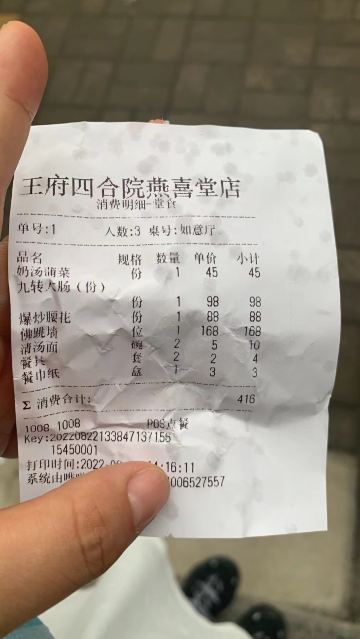 王府四合院燕喜堂店
消费明细-堂食
单号:1 人数:3 桌号:如意厅
品名 规格 数量 单价 小计
奶汤蒲菜 份 1 45 45
九转大肠(份)
份 1 98 98
爆炒腰花 份 1 88 88
佛跳墙 位 1 168 168
清汤面 碗 2 5 10
餐具 套 2 2 4
餐巾纸 盒 1 3 3
Σ 消费合计: 416
1008 1008 POS点餐
Key:20220822133847137156
15450001
打印时间:2022-0 :16:11
系统由 006527557